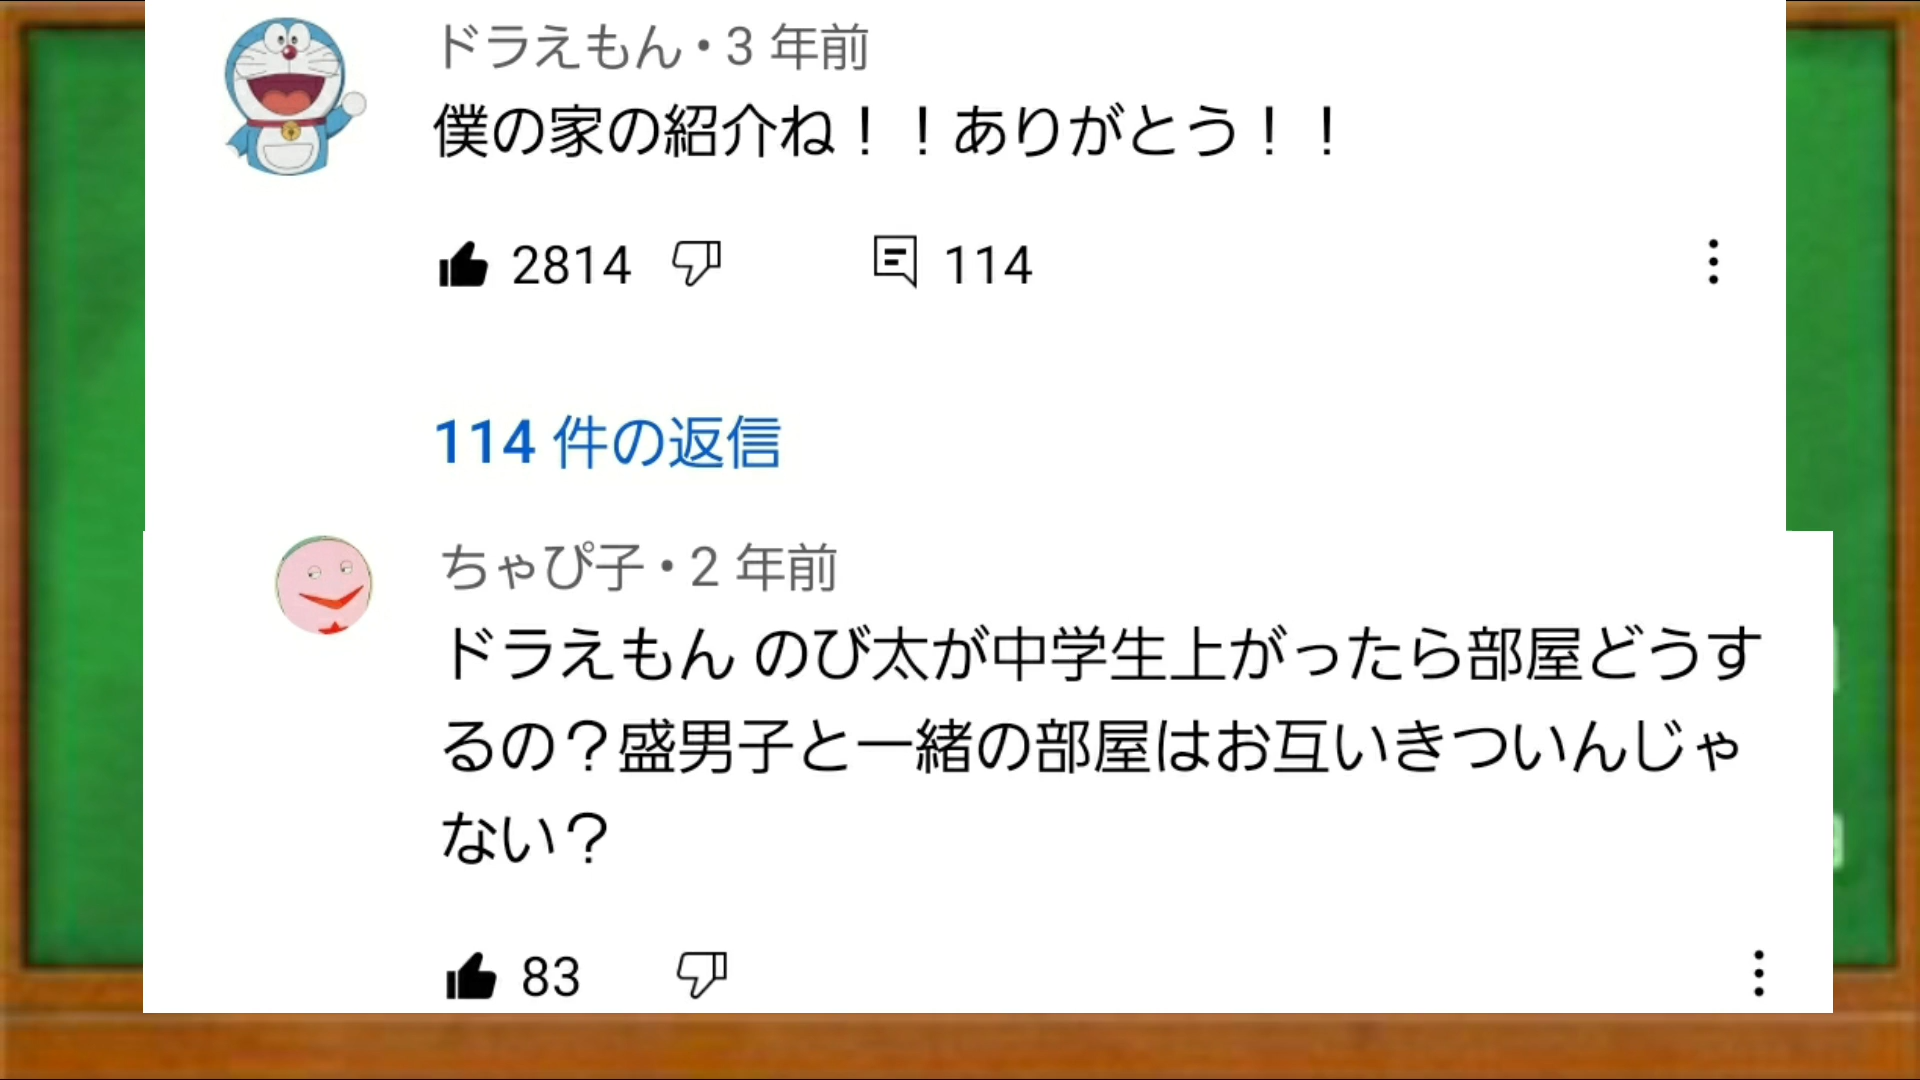 ドラえもん・3 年前
僕の家の紹介ね！！ありがとう！！
2814 114
114 件の返信
ちゃぴ子・2 年前
ドラえもん のび太が中学生上がったら部屋どうす
るの？盛男子と一緒の部屋はお互いきついんじゃ
ない？
83